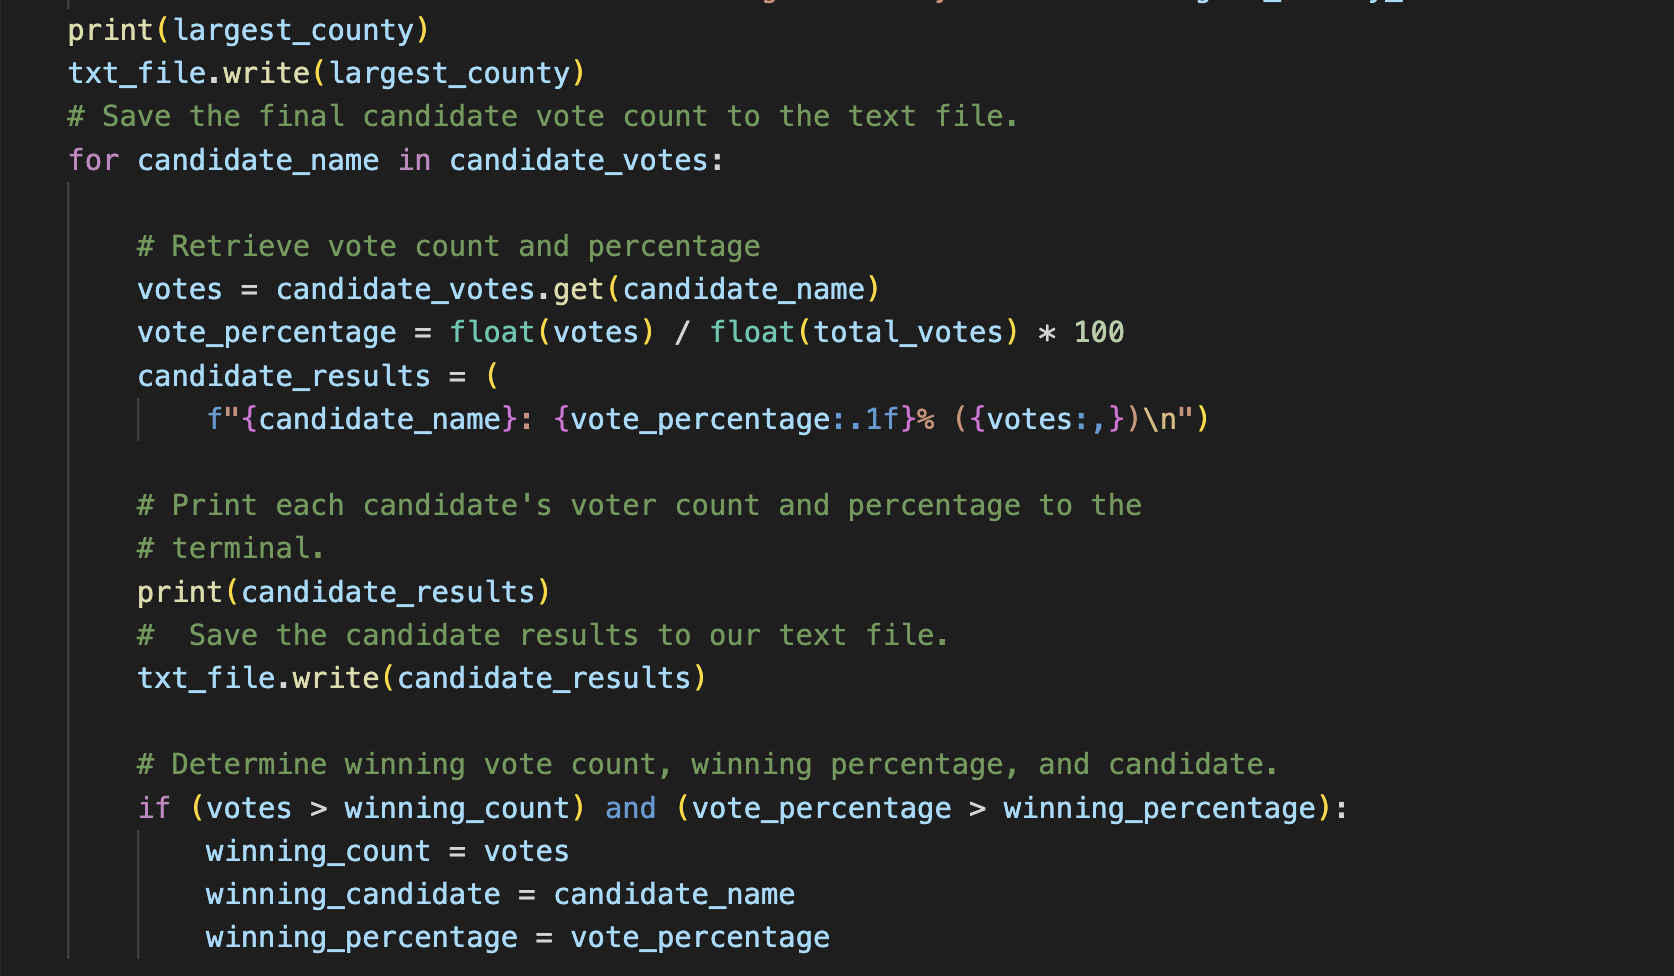 print(largest_county)
txt_file.write(largest_county)
# Save the final candidate vote count to the text file.
for candidate_name in candidate_votes:
# Retrieve vote count and percentage
votes = candidate_votes.get(candidate_name)
vote_percentage = float(votes) / float(total_votes) * 100
candidate_results = (
f"{candidate_name}: {vote_percentage:.1f}% ({votes:,})\n")
# Print each candidate's voter count and percentage to the
# terminal.
print(candidate_results)
#  Save the candidate results to our text file.
txt_file.write(candidate_results)
# Determine winning vote count, winning percentage, and candidate.
if (votes > winning_count) and (vote_percentage > winning_percentage):
winning_count = votes
winning_candidate = candidate_name
winning_percentage = vote_percentage